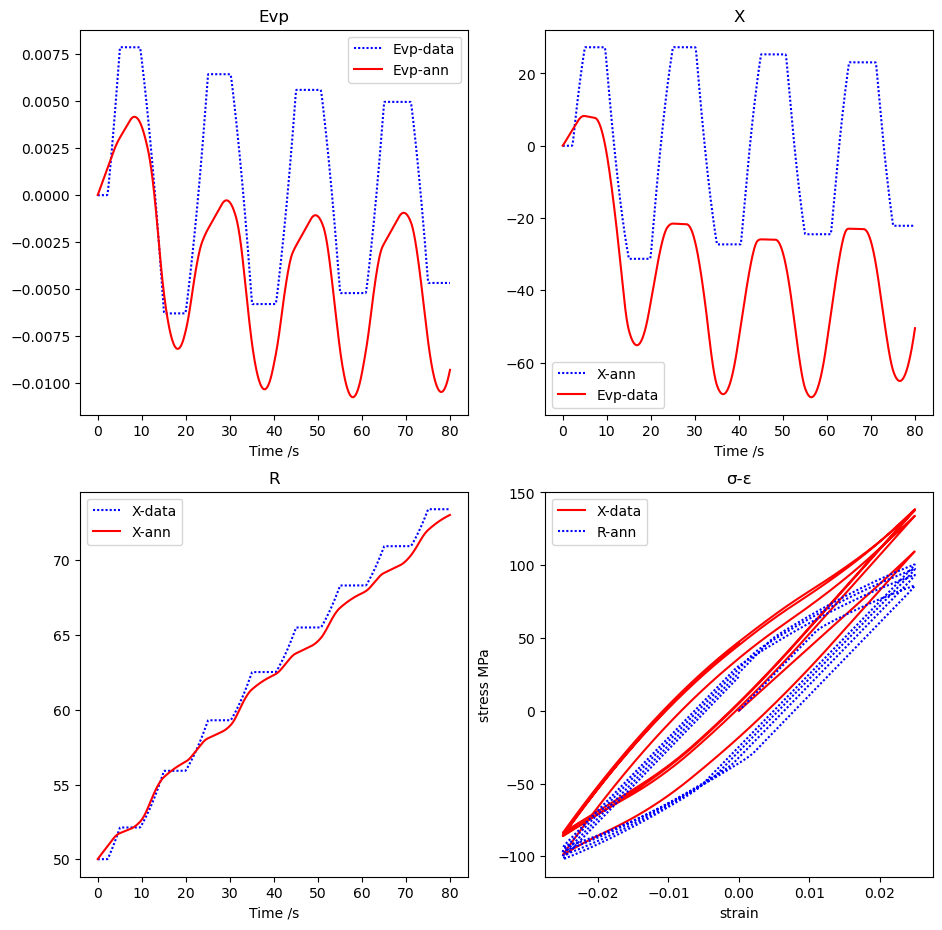 Evp
0.0075
0.0050
0.0025
0.0000
−0.0025
−0.0050
−0.0075
−0.0100
Evp-data
Evp-ann
0 10 20 30 40 50 60 70 80
Time /s
X
20
0
−20
−40
−60
X-ann
Evp-data
0 10 20 30 40 50 60 70 80
Time /s
R
70
65
60
55
50
X-data
X-ann
0 10 20 30 40 50 60 70 80
Time /s
σ-ε
stress MPa
150
100
50
0
−50
−100
X-data
R-ann
−0.02 −0.01 0.00 0.01 0.02
strain